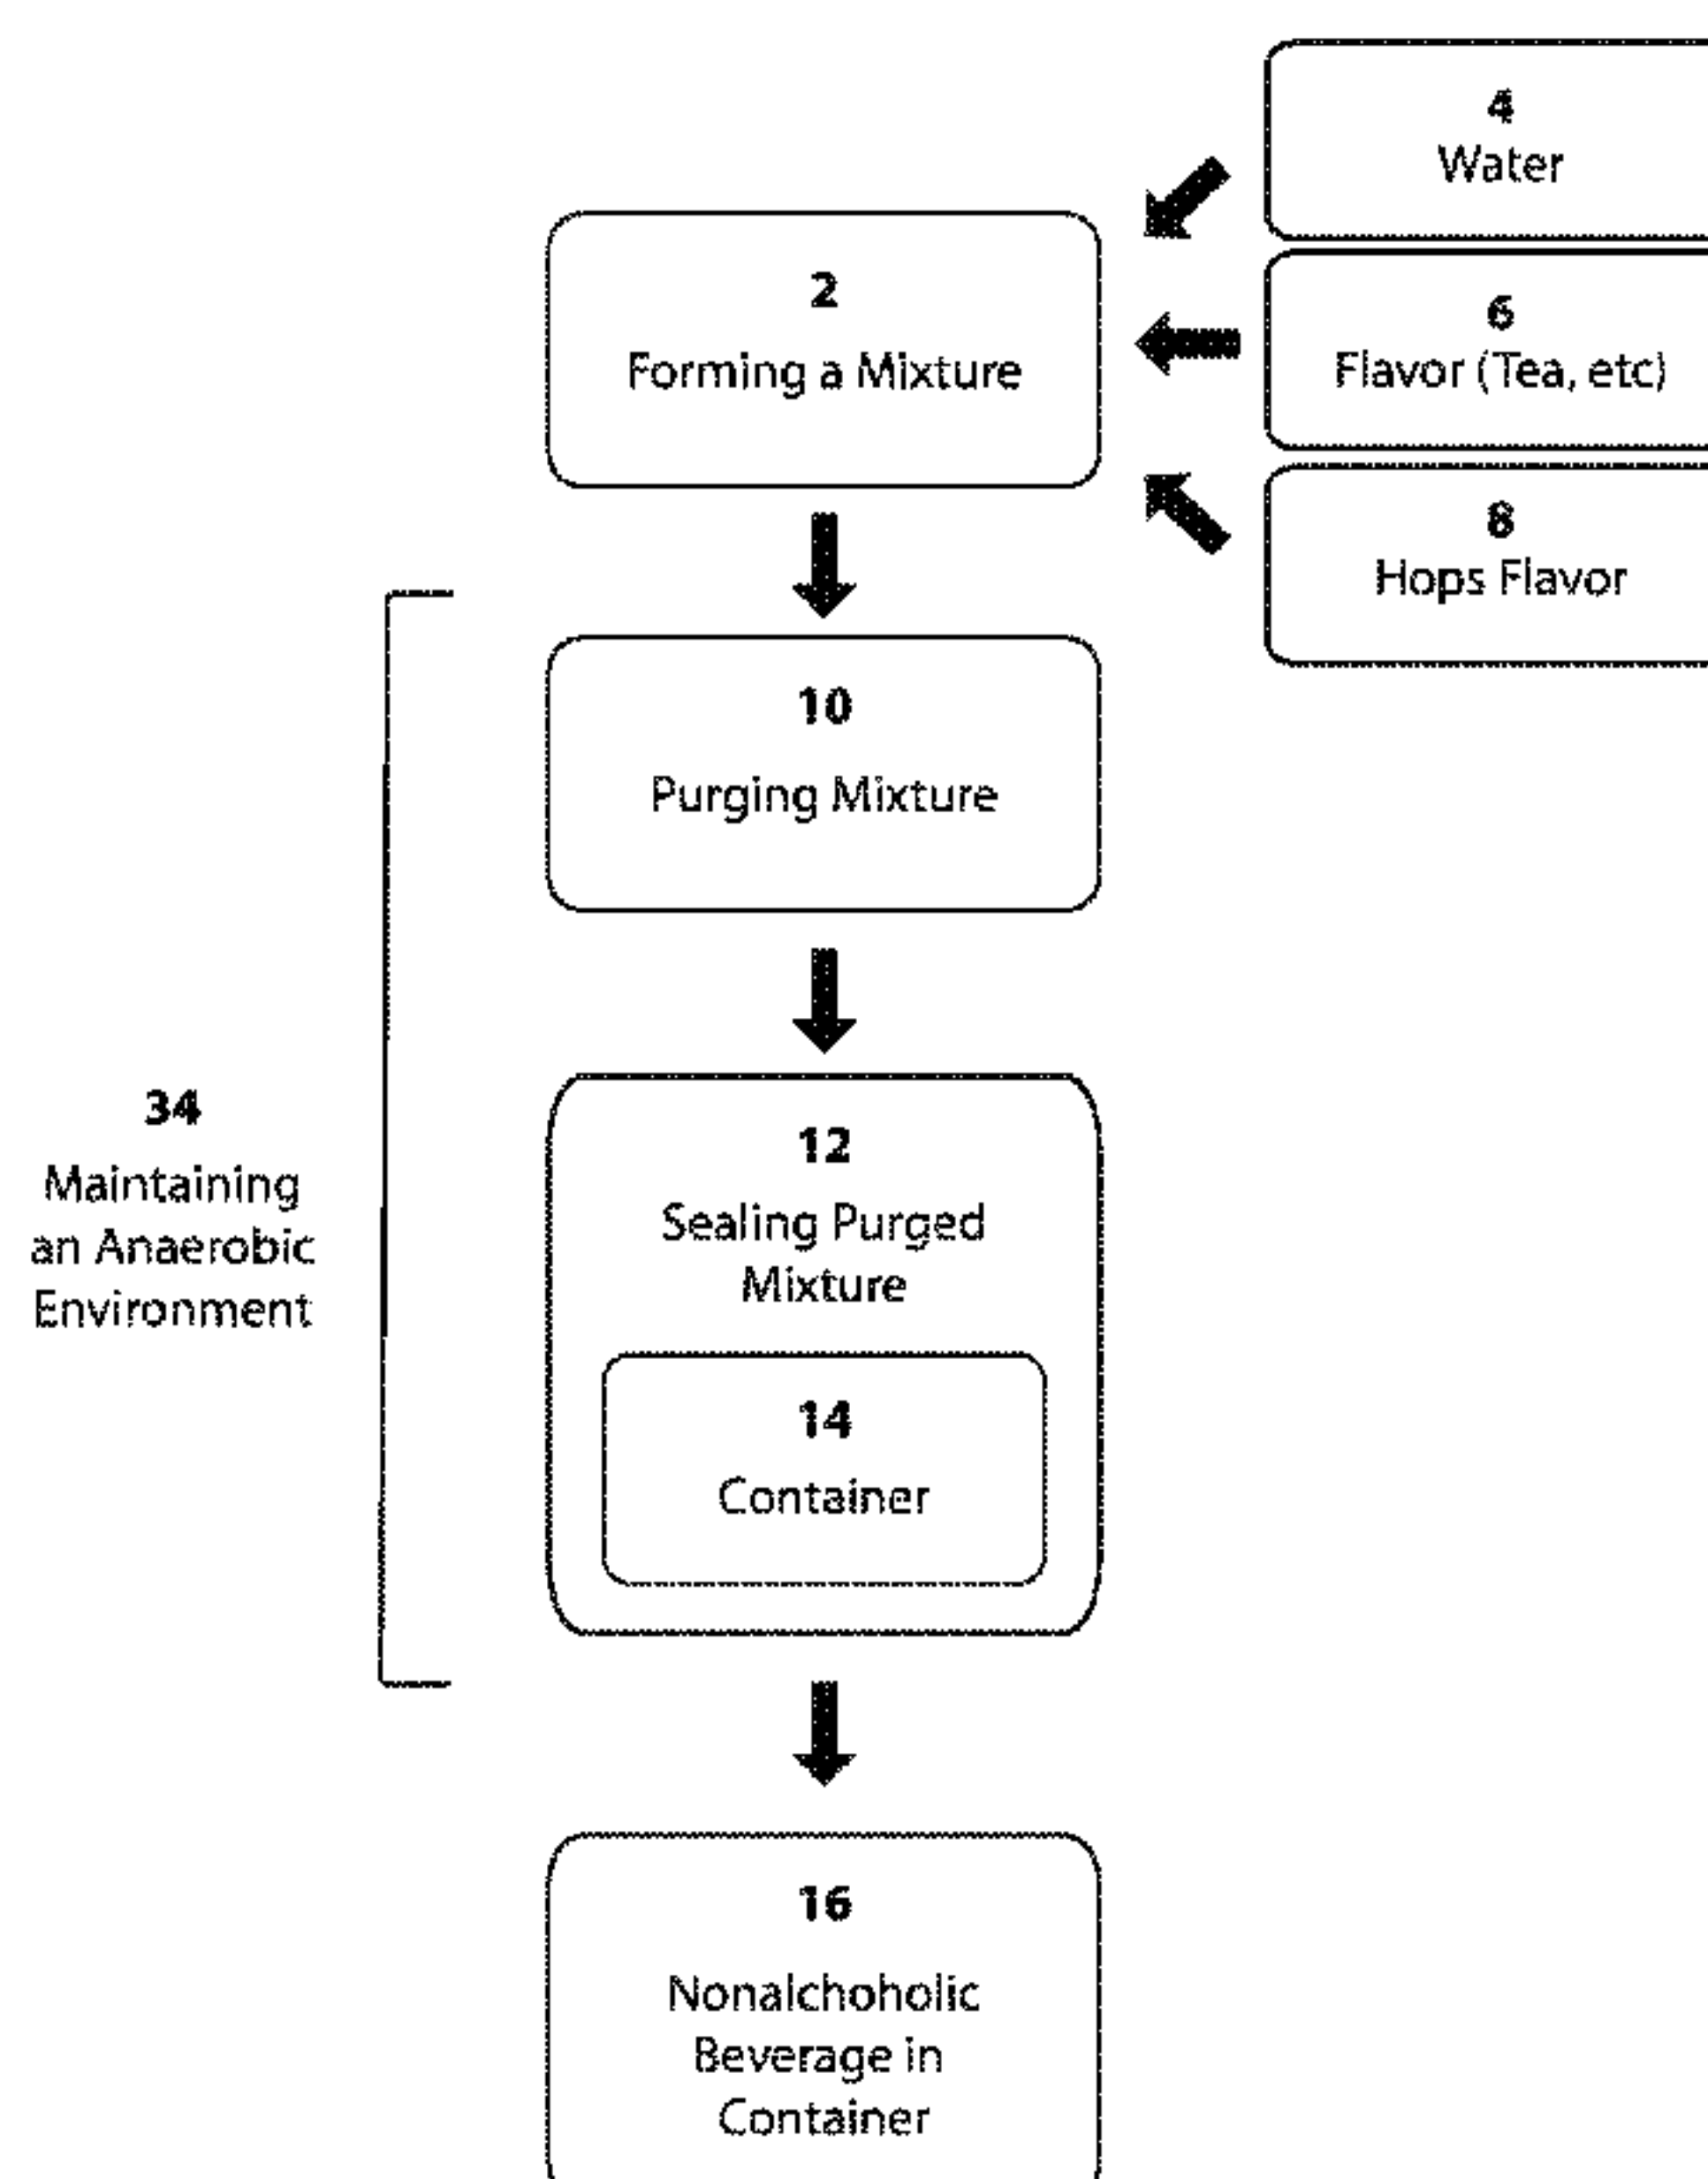 4
Water
2
Forming a Mixture
6
Flavor (Tea, etc)
8
Hops Flavor
10
Purging Mixture
34
Maintaining
an Anaerobic
Environment
12
Sealing Purged
Mixture
14
Container
16
Nonalchoholic
Beverage in
Container